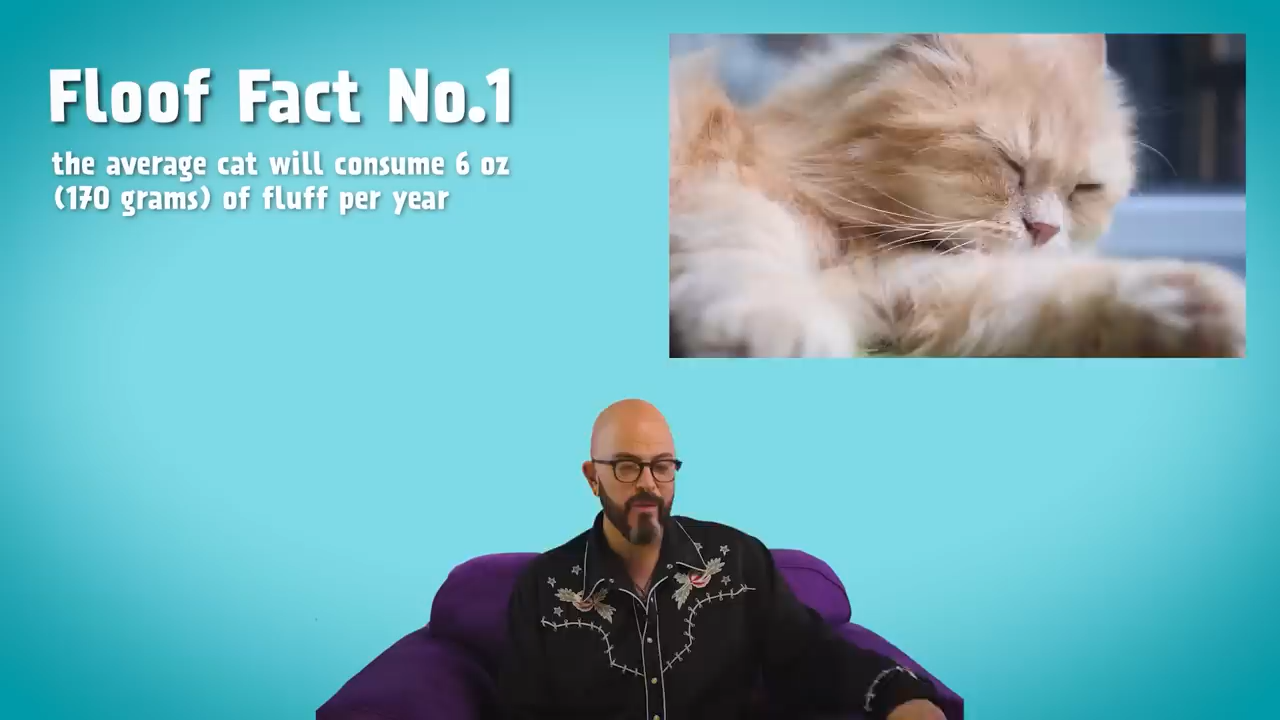 Floof Fact No.1
the average cat will consume 6 oz
(170 grams) of fluff per year